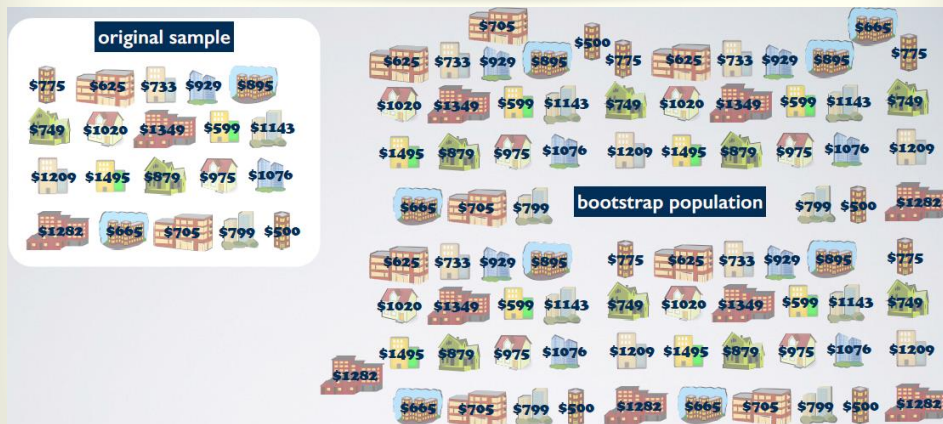 original sample
$775 $625 $733 $929 $895
$749 $1020 $1349 $599 $1143
$1209 $1495 $879 $975 $1076
$1282 $665 $705 $799 $500
$705 $500 $665
$625 $733 $929 $895 $775 $625 $733 $929 $895 $775
$1020 $1349 $599 $1143 $749 $1020 $1349 $599 $1143 $749
$1495 $879 $975 $1076 $1209 $1495 $879 $975 $1076 $1209
$665 $705 $799 bootstrap population $799 $500 $1282
$625 $733 $929 $895 $775 $625 $733 $929 $895 $775
$1020 $1349 $599 $1143 $749 $1020 $1349 $599 $1143 $749
$1495 $879 $975 $1076 $1209 $1495 $879 $975 $1076 $1209
$1282
$665 $705 $799 $500 $1282 $665 $705 $799 $500 $1282